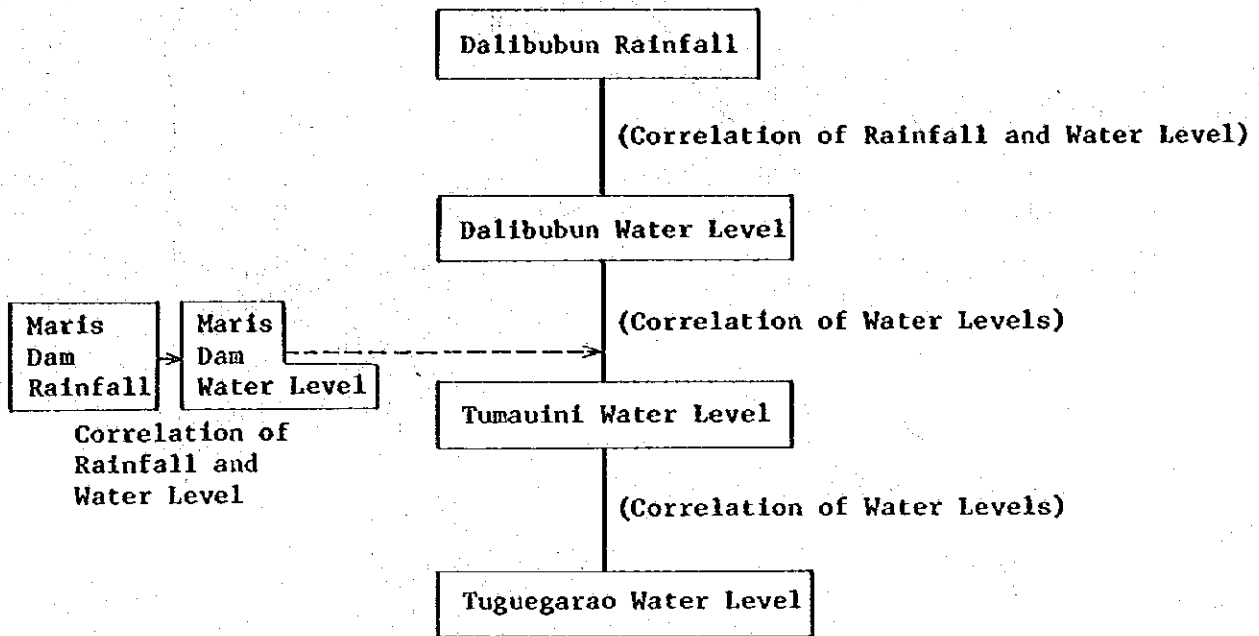 Dalibubun Rainfall
(Correlation of Rainfall and Water Level)
Dalibubun Water Level
(Correlation of Water Levels)
Maris
Dam
Rainfall
Maris
Dam
Water Level
Correlation of
Rainfall and
Water Level
Tumauini Water Level
(Correlation of Water Levels)
Tuguegarao Water Level